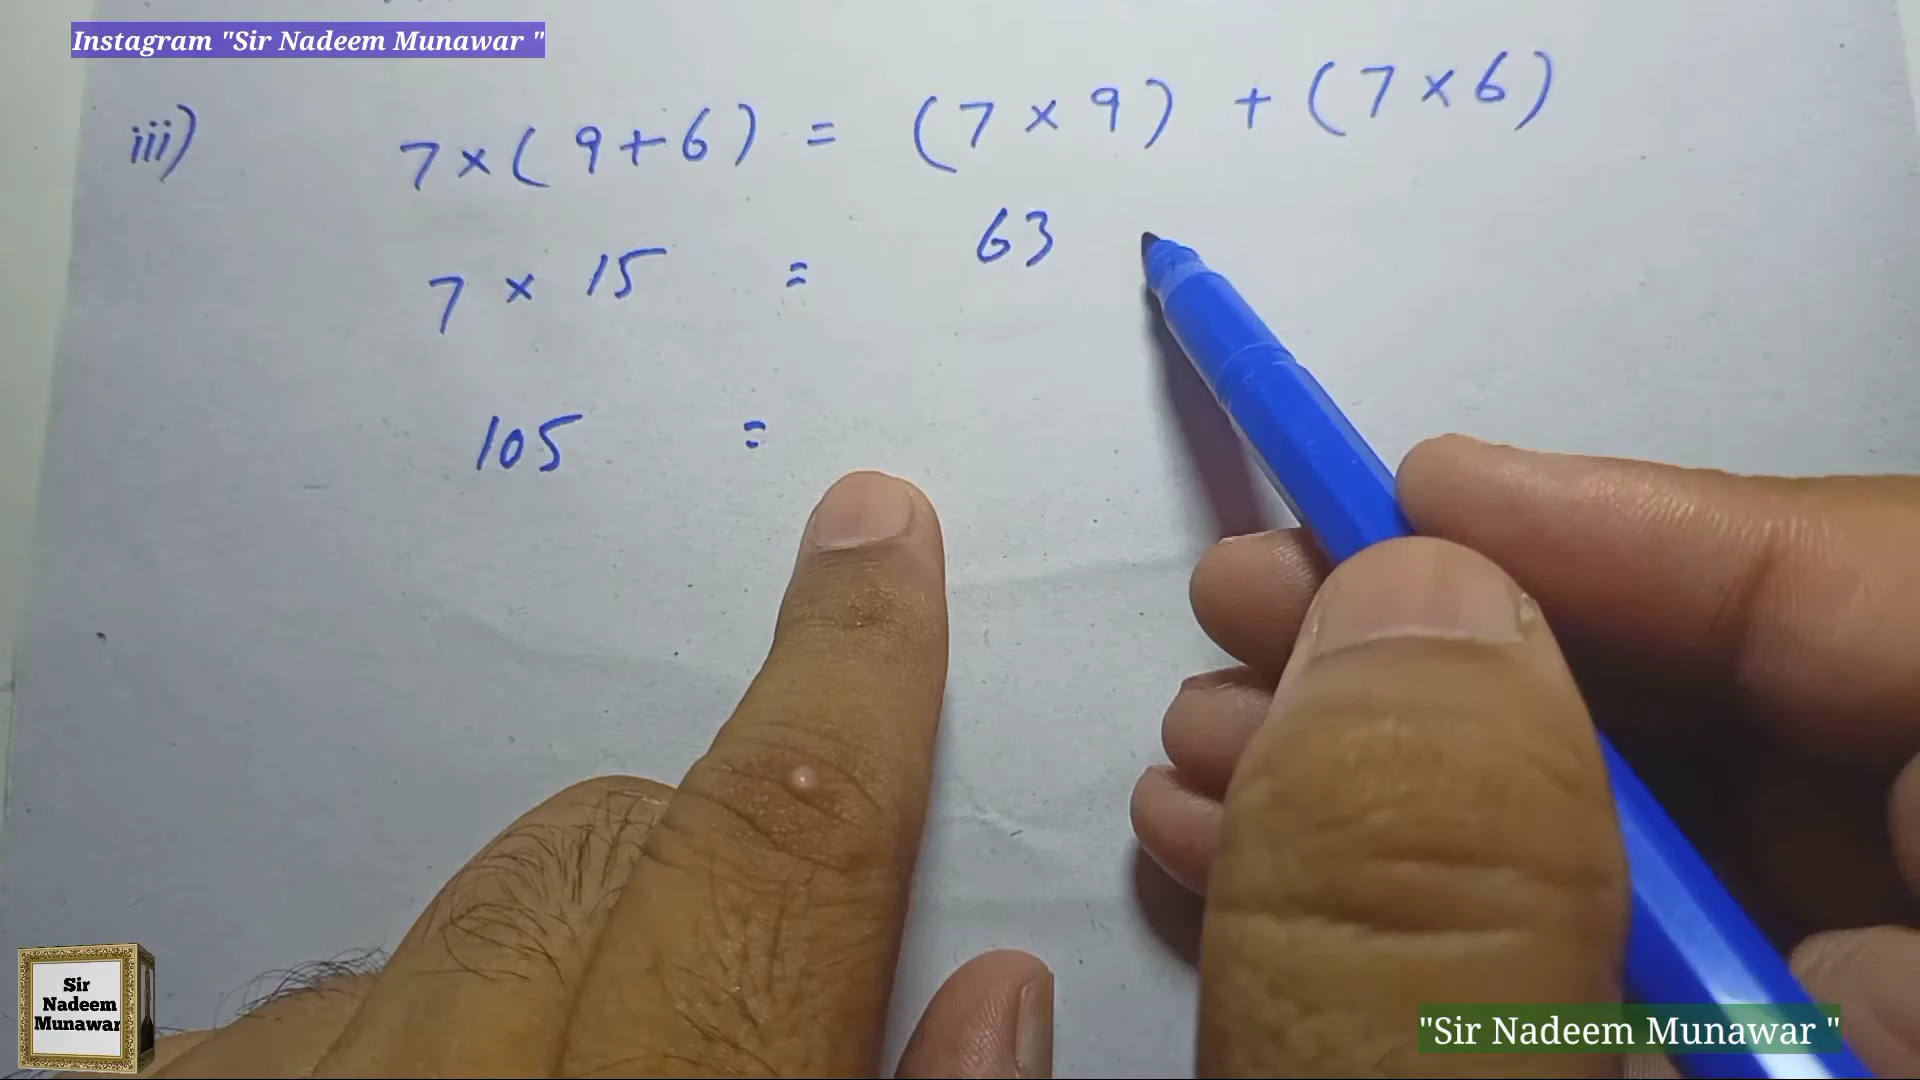 Instagram "Sir Nadeem Munawar "
iii) 7 × ( 9 + 6 ) = ( 7 × 9 ) + ( 7 × 6 )
7 × 15 = 63
105 =
Sir
Nadeem
Munawar
"Sir Nadeem Munawar "